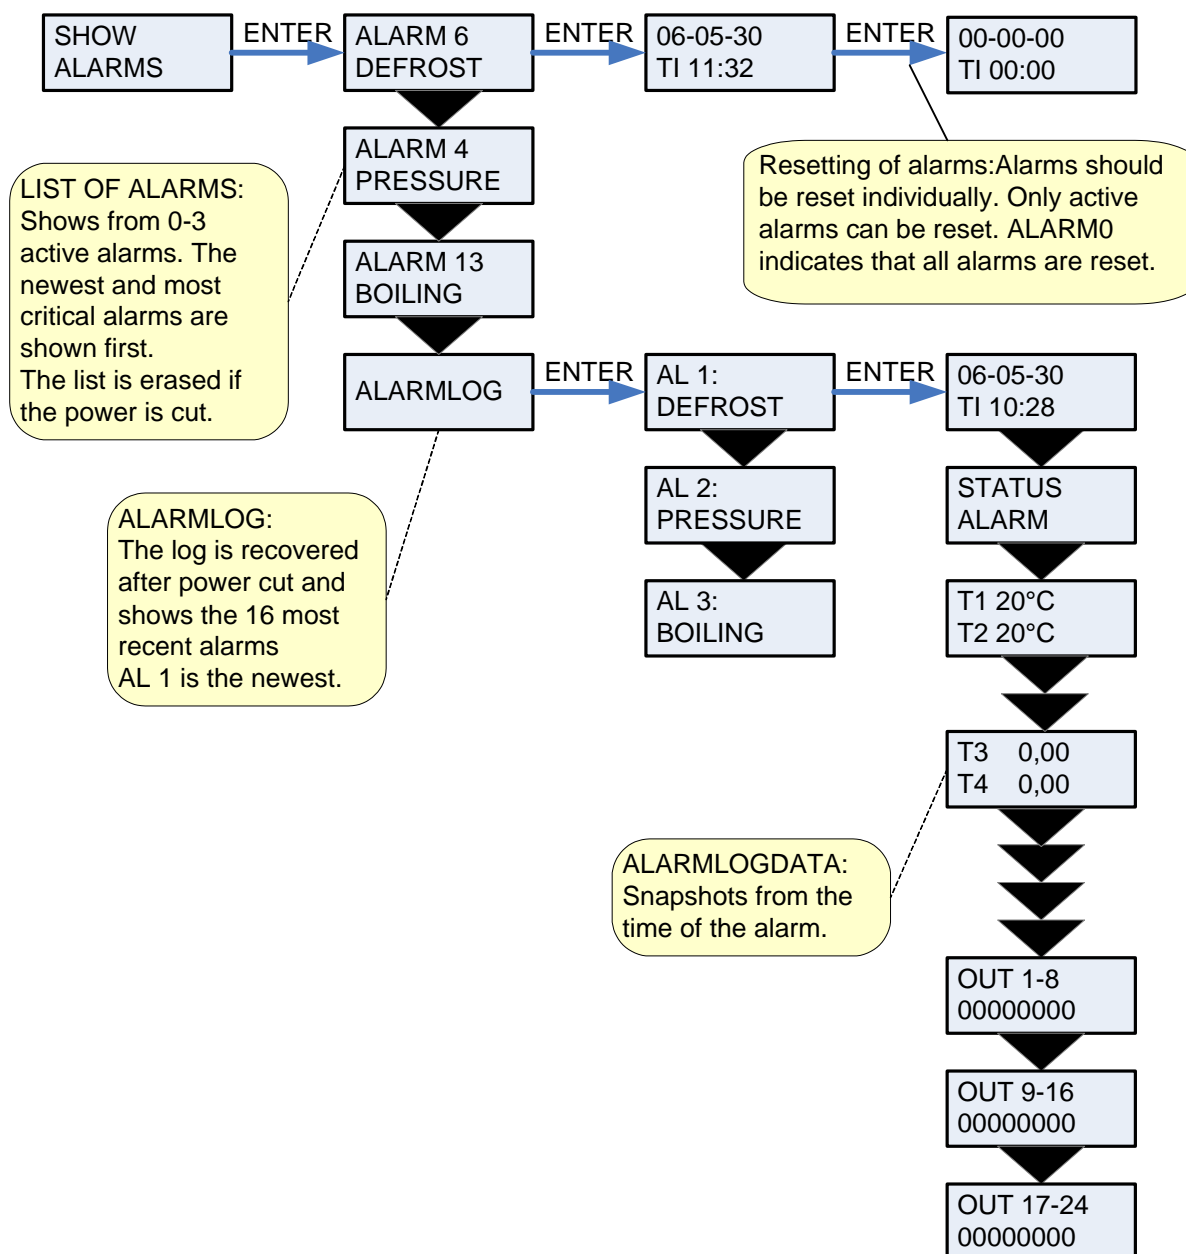 SHOW
ALARMS
ENTER
ALARM 6
DEFROST
ENTER
06-05-30
TI 11:32
ENTER
00-00-00
TI 00:00
ALARM 4
PRESSURE
LIST OF ALARMS:
Shows from 0-3
active alarms. The
newest and most
critical alarms are
shown first.
The list is erased if
the power is cut.
Resetting of alarms:Alarms should
be reset individually. Only active
alarms can be reset. ALARM0
indicates that all alarms are reset.
ALARM 13
BOILING
ALARMLOG
ENTER
AL 1:
DEFROST
ENTER
06-05-30
TI 10:28
ALARMLOG:
The log is recovered
after power cut and
shows the 16 most
recent alarms
AL 1 is the newest.
AL 2:
PRESSURE
AL 3:
BOILING
STATUS
ALARM
T1 20°C
T2 20°C
T3 0,00
T4 0,00
ALARMLOGDATA:
Snapshots from the
time of the alarm.
OUT 1-8
00000000
OUT 9-16
00000000
OUT 17-24
00000000